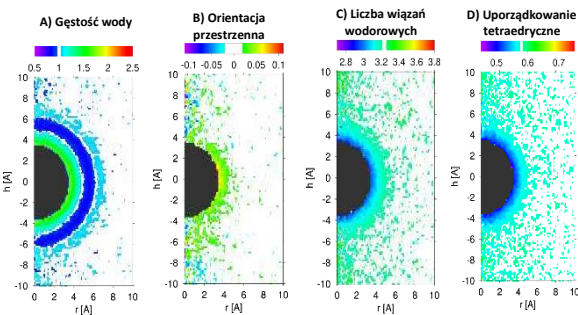 A) Gęstość wody
B) Orientacja
przestrzenna
C) Liczba wiązań
wodorowych
D) Uporządkowanie
tetraedryczne
0.5 1 1.5 2 2.5
-0.1 -0.05 0 0.05 0.1
2.8 3 3.2 3.4 3.6 3.8
0.5 0.6 0.7
10
8
6
4
2
0
-2
-4
-6
-8
-10
h [A]
0 2 4 6 8 10
r [A]
10
8
6
4
2
0
-2
-4
-6
-8
-10
h [A]
0 2 4 6 8 10
r [A]
10
8
6
4
2
0
-2
-4
-6
-8
-10
h [A]
0 2 4 6 8 10
r [A]
10
8
6
4
2
0
-2
-4
-6
-8
-10
h [A]
0 2 4 6 8 10
r [A]